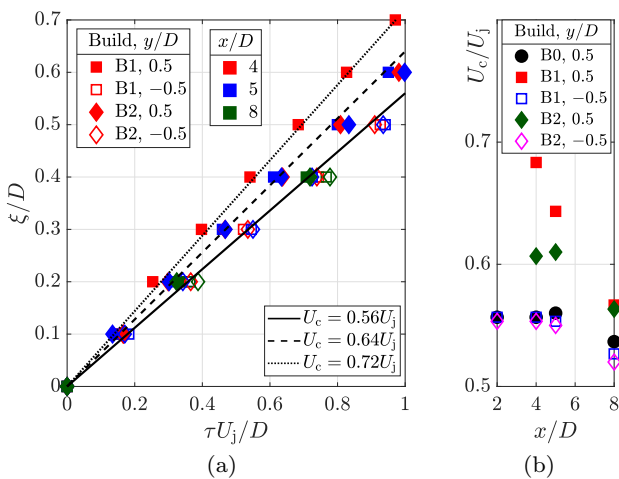 Build, y/D
B1, 0.5
B1, −0.5
B2, 0.5
B2, −0.5
x/D
4
5
8
U_c = 0.56U_j
U_c = 0.64U_j
U_c = 0.72U_j
0.7
0.6
0.5
0.4
0.3
0.2
0.1
0
ξ/D
0 0.2 0.4 0.6 0.8 1
τU_j/D
(a)
Build, y/D
B0, 0.5
B1, 0.5
B1, −0.5
B2, 0.5
B2, −0.5
U_c/U_j
0.7
0.6
0.5
2 4 6 8
x/D
(b)